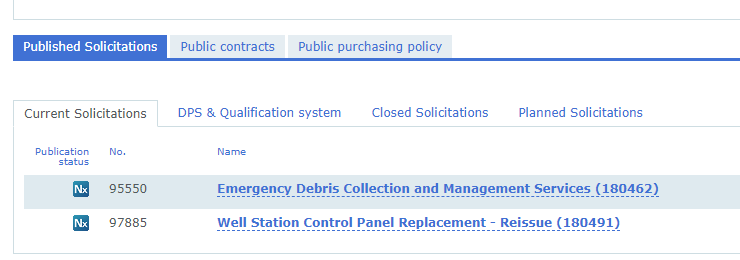 Published Solicitations Public contracts Public purchasing policy
Current Solicitations DPS & Qualification system Closed Solicitations Planned Solicitations
Publication status No. Name
Nx 95550 Emergency Debris Collection and Management Services (180462)
Nx 97885 Well Station Control Panel Replacement - Reissue (180491)